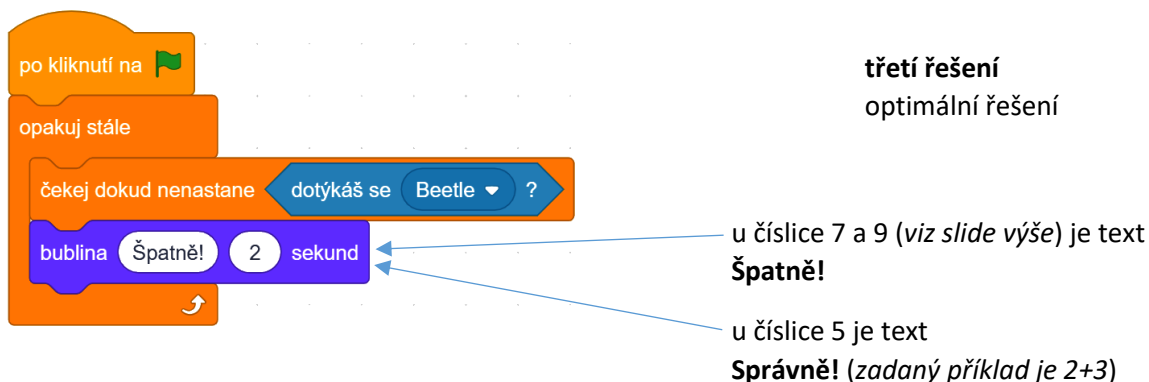 po kliknutí na
opakuj stále
čekej dokud nenastane dotýkáš se Beetle ?
bublina Špatně! 2 sekund
třetí řešení
optimální řešení
u číslice 7 a 9 (viz slide výše) je text
Špatně!
u číslice 5 je text
Správně! (zadaný příklad je 2+3)